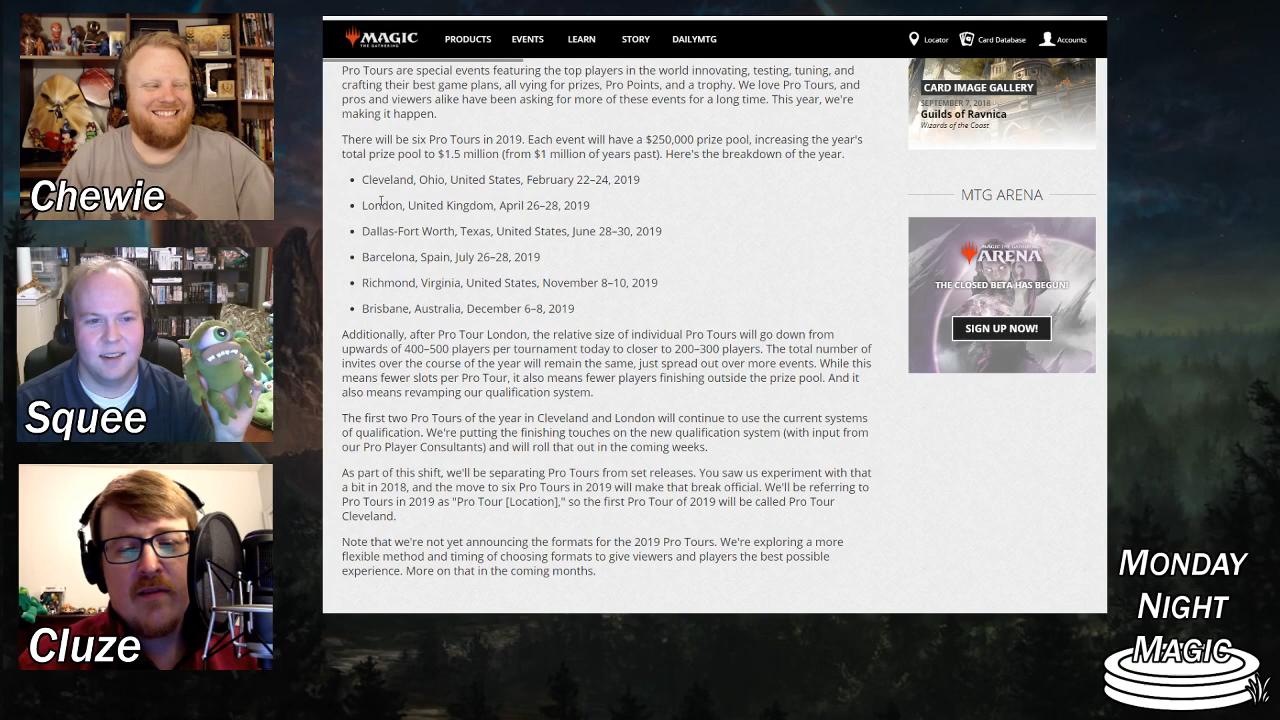 Chewie
Squee
Cluze
MAGIC
THE GATHERING
PRODUCTS
EVENTS
LEARN
STORY
DAILYMTG
Locator
Card Database
Accounts
Pro Tours are special events featuring the top players in the world innovating, testing, tuning, and
crafting their best game plans, all vying for prizes, Pro Points, and a trophy. We love Pro Tours, and
pros and viewers alike have been asking for more of these events for a long time. This year, we're
making it happen.
There will be six Pro Tours in 2019. Each event will have a $250,000 prize pool, increasing the year's
total prize pool to $1.5 million (from $1 million of years past). Here's the breakdown of the year.
• Cleveland, Ohio, United States, February 22–24, 2019
• London, United Kingdom, April 26–28, 2019
• Dallas-Fort Worth, Texas, United States, June 28–30, 2019
• Barcelona, Spain, July 26–28, 2019
• Richmond, Virginia, United States, November 8–10, 2019
• Brisbane, Australia, December 6–8, 2019
Additionally, after Pro Tour London, the relative size of individual Pro Tours will go down from
upwards of 400–500 players per tournament today to closer to 200–300 players. The total number of
invites over the course of the year will remain the same, just spread out over more events. While this
means fewer slots per Pro Tour, it also means fewer players finishing outside the prize pool. And it
also means revamping our qualification system.
The first two Pro Tours of the year in Cleveland and London will continue to use the current systems
of qualification. We're putting the finishing touches on the new qualification system (with input from
our Pro Player Consultants) and will roll that out in the coming weeks.
As part of this shift, we'll be separating Pro Tours from set releases. You saw us experiment with that
a bit in 2018, and the move to six Pro Tours in 2019 will make that break official. We'll be referring to
Pro Tours in 2019 as "Pro Tour [Location]," so the first Pro Tour of 2019 will be called Pro Tour
Cleveland.
Note that we're not yet announcing the formats for the 2019 Pro Tours. We're exploring a more
flexible method and timing of choosing formats to give viewers and players the best possible
experience. More on that in the coming months.
CARD IMAGE GALLERY
SEPTEMBER 7, 2018
Guilds of Ravnica
Wizards of the Coast
MTG ARENA
MAGIC THE GATHERING
ARENA
THE CLOSED BETA HAS BEGUN!
SIGN UP NOW!
MONDAY
NIGHT
MAGIC